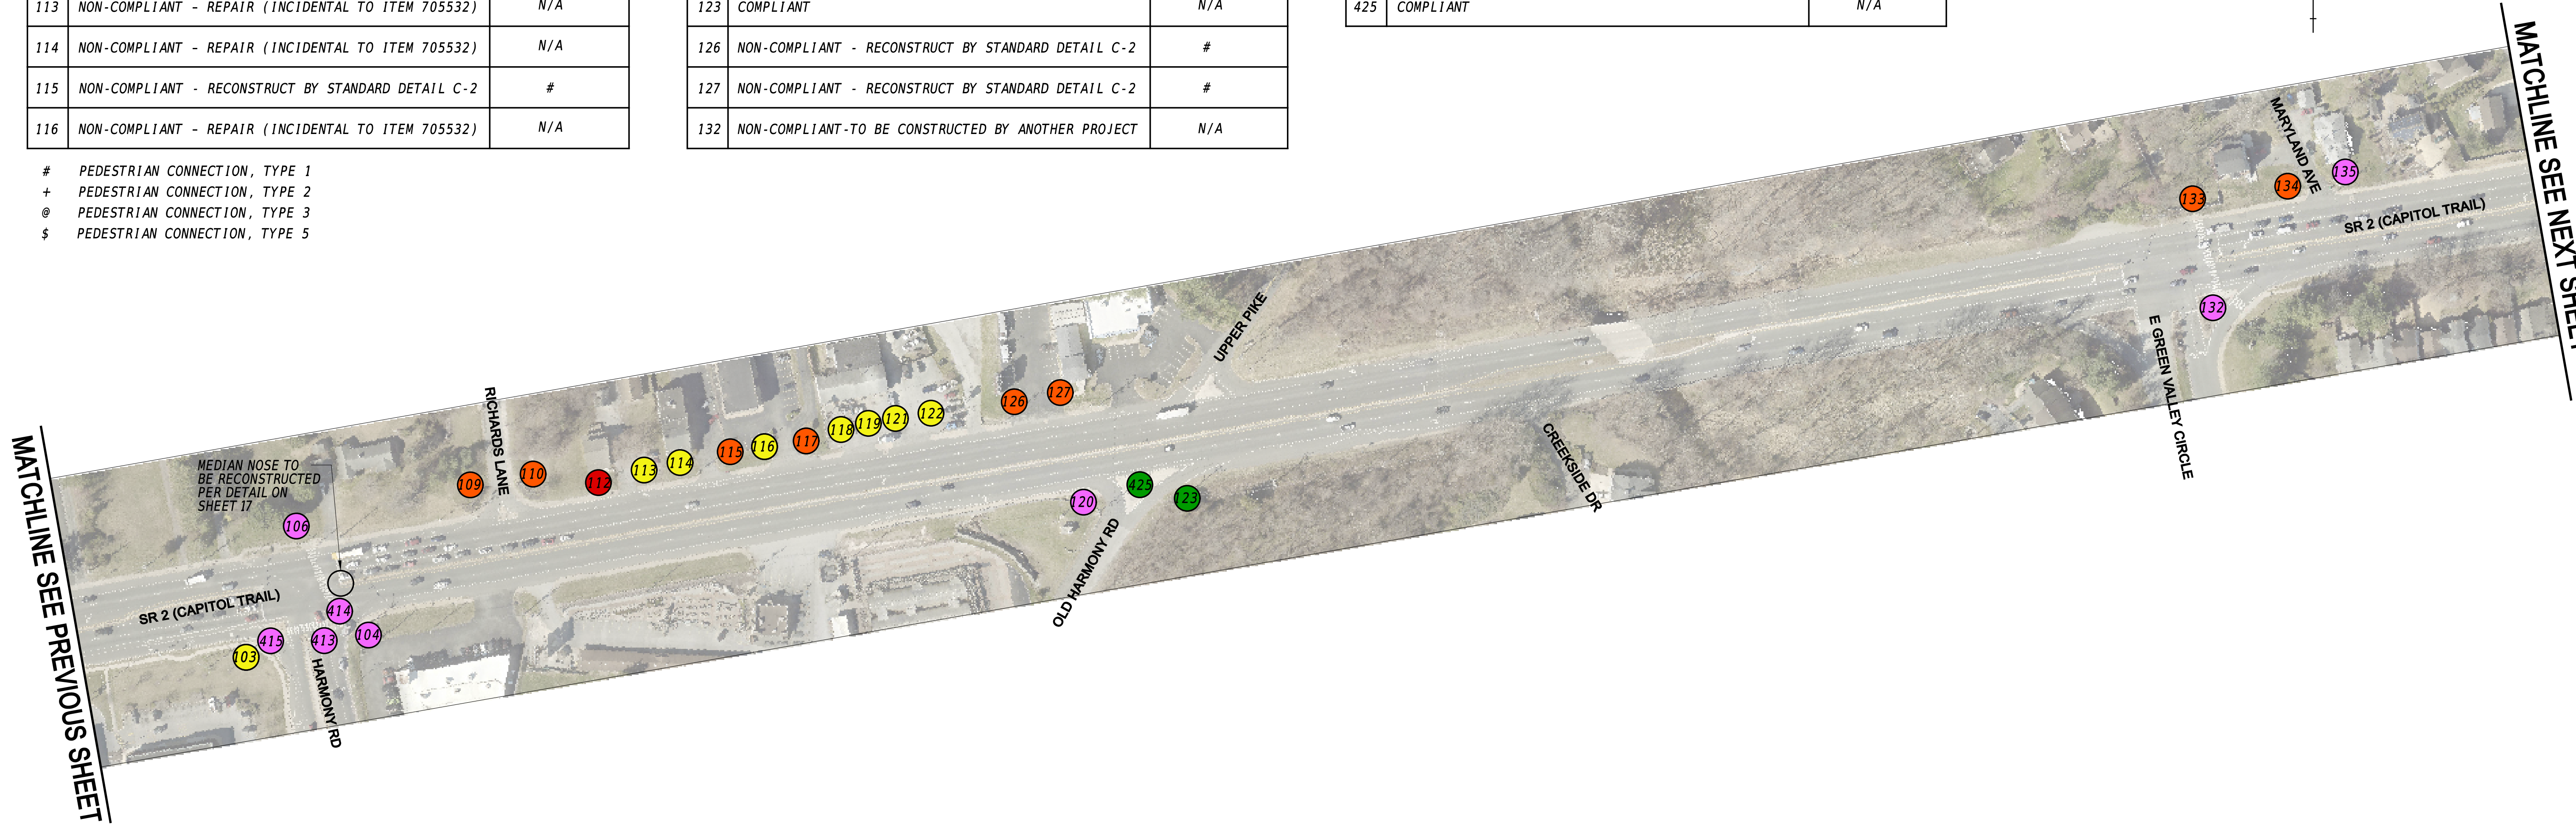 113 NON-COMPLIANT - REPAIR (INCIDENTAL TO ITEM 705532) N/A
114 NON-COMPLIANT - REPAIR (INCIDENTAL TO ITEM 705532) N/A
115 NON-COMPLIANT - RECONSTRUCT BY STANDARD DETAIL C-2 #
116 NON-COMPLIANT - REPAIR (INCIDENTAL TO ITEM 705532) N/A
123 COMPLIANT N/A
126 NON-COMPLIANT - RECONSTRUCT BY STANDARD DETAIL C-2 #
127 NON-COMPLIANT - RECONSTRUCT BY STANDARD DETAIL C-2 #
132 NON-COMPLIANT-TO BE CONSTRUCTED BY ANOTHER PROJECT N/A
425 COMPLIANT N/A
# PEDESTRIAN CONNECTION, TYPE 1
+ PEDESTRIAN CONNECTION, TYPE 2
@ PEDESTRIAN CONNECTION, TYPE 3
$ PEDESTRIAN CONNECTION, TYPE 5
MATCHLINE SEE PREVIOUS SHEET
MEDIAN NOSE TO
BE RECONSTRUCTED
PER DETAIL ON
SHEET 17
106
SR 2 (CAPITOL TRAIL)
103
415
413
414
104
HARMONY RD
109
RICHARDS LANE
110
112
113
114
115
116
117
118
119
121
122
126
127
UPPER PIKE
120
425
123
OLD HARMONY RD
CREEKSIDE DR
133
134
MARYLAND AVE
135
SR 2 (CAPITOL TRAIL)
132
E GREEN VALLEY CIRCLE
MATCHLINE SEE NEXT SHEET